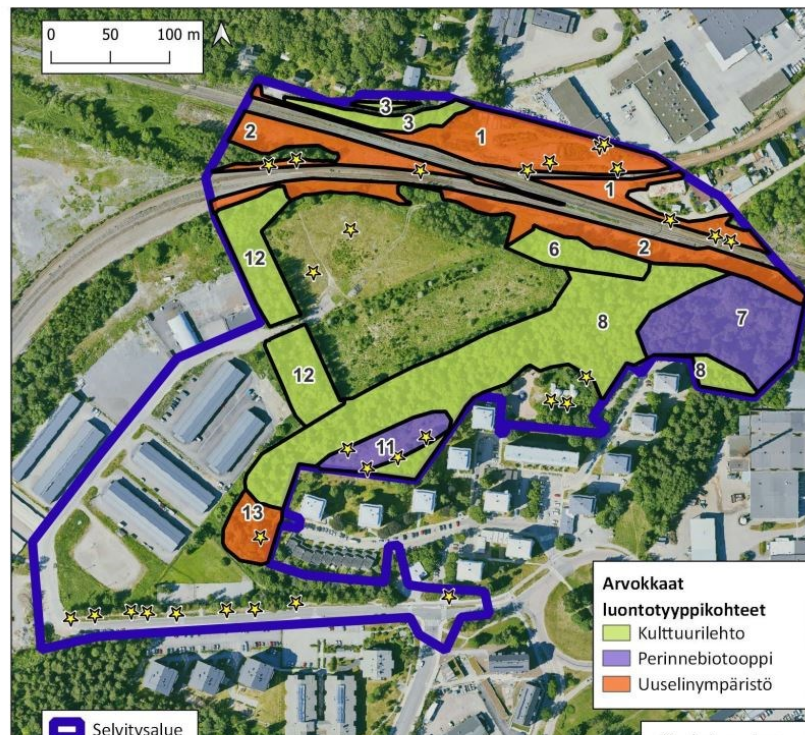 0 50 100 m
3
3
1
2
1
2
12
6
7
8
12
8
11
13
Arvokkaat
luontotyyppikohteet
Kulttuurilehto
Perinnebiotooppi
Uuselinympäristö
Selvitysalue